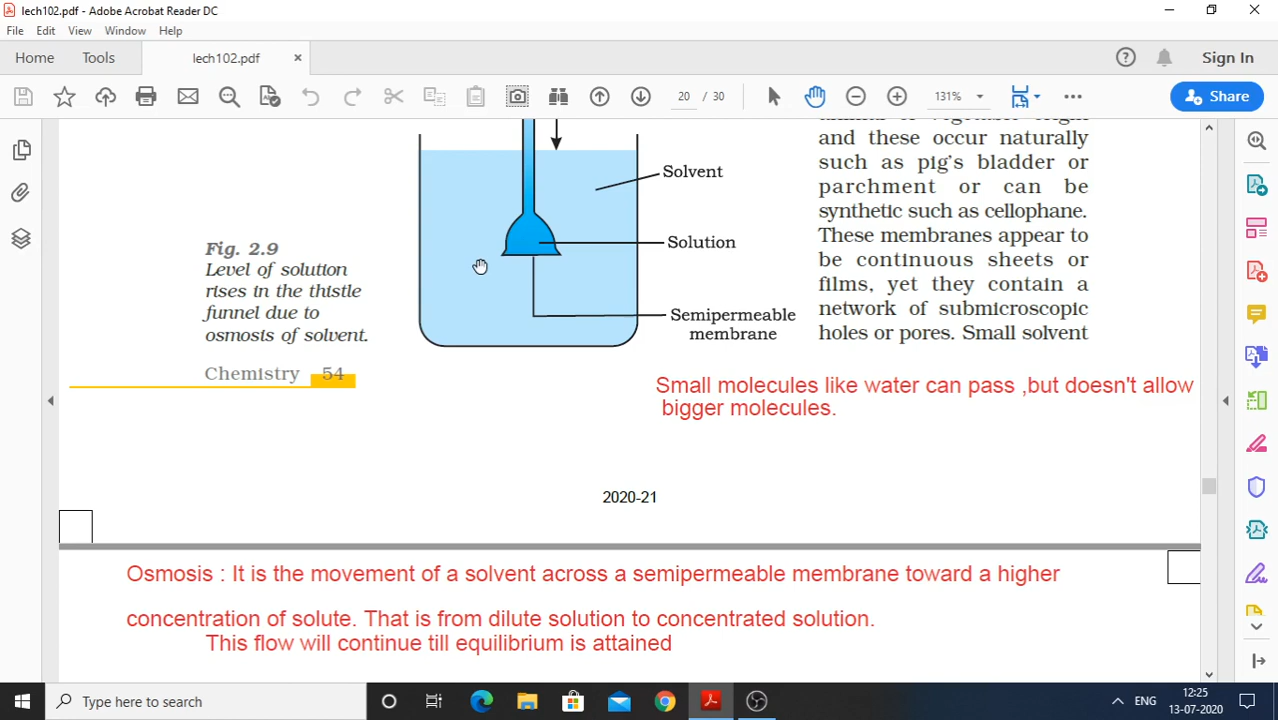 lech102.pdf - Adobe Acrobat Reader DC
File Edit View Window Help
Home Tools lech102.pdf × Sign In
20 / 30 131% Share
and these occur naturally
such as pig's bladder or
parchment or can be
synthetic such as cellophane.
These membranes appear to
be continuous sheets or
films, yet they contain a
network of submicroscopic
holes or pores. Small solvent
Solvent
Solution
Semipermeable
membrane
Fig. 2.9
Level of solution
rises in the thistle
funnel due to
osmosis of solvent.
Chemistry 54
Small molecules like water can pass ,but doesn't allow
bigger molecules.
2020-21
Osmosis : It is the movement of a solvent across a semipermeable membrane toward a higher
concentration of solute. That is from dilute solution to concentrated solution.
This flow will continue till equilibrium is attained
Type here to search
ENG
12:25
13-07-2020